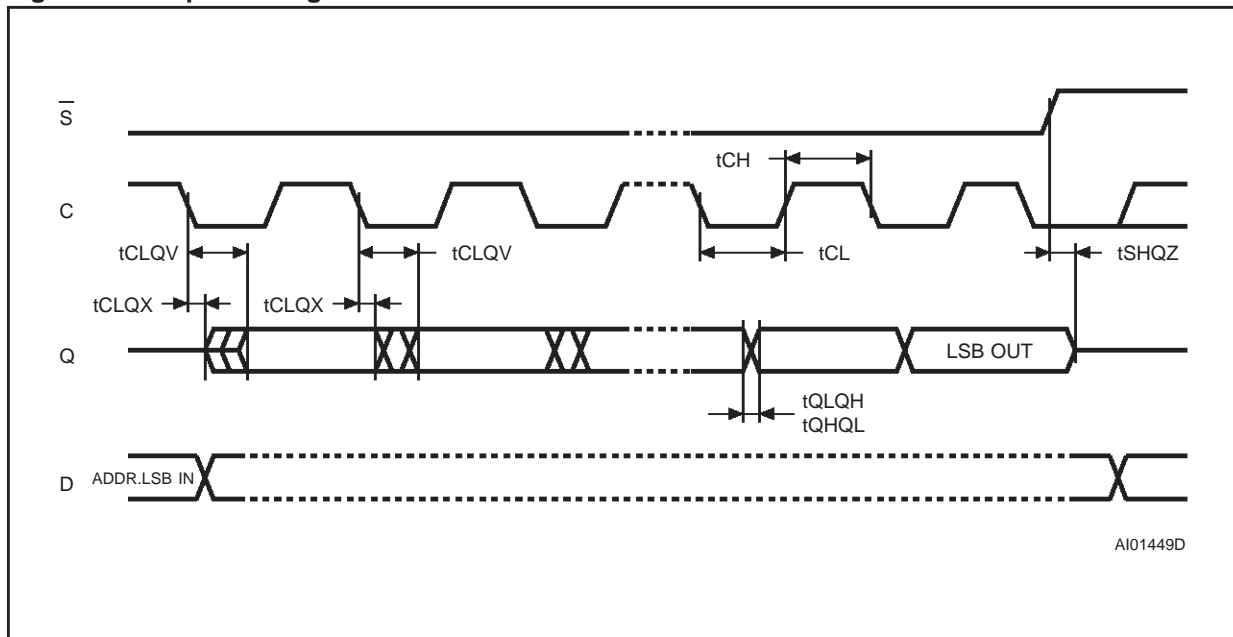 S
tCH
C
tCLQV
tCLQV
tCL
tSHQZ
tCLQX
tCLQX
Q
LSB OUT
tQLQH
tQHQL
D
ADDR.LSB IN
AI01449D